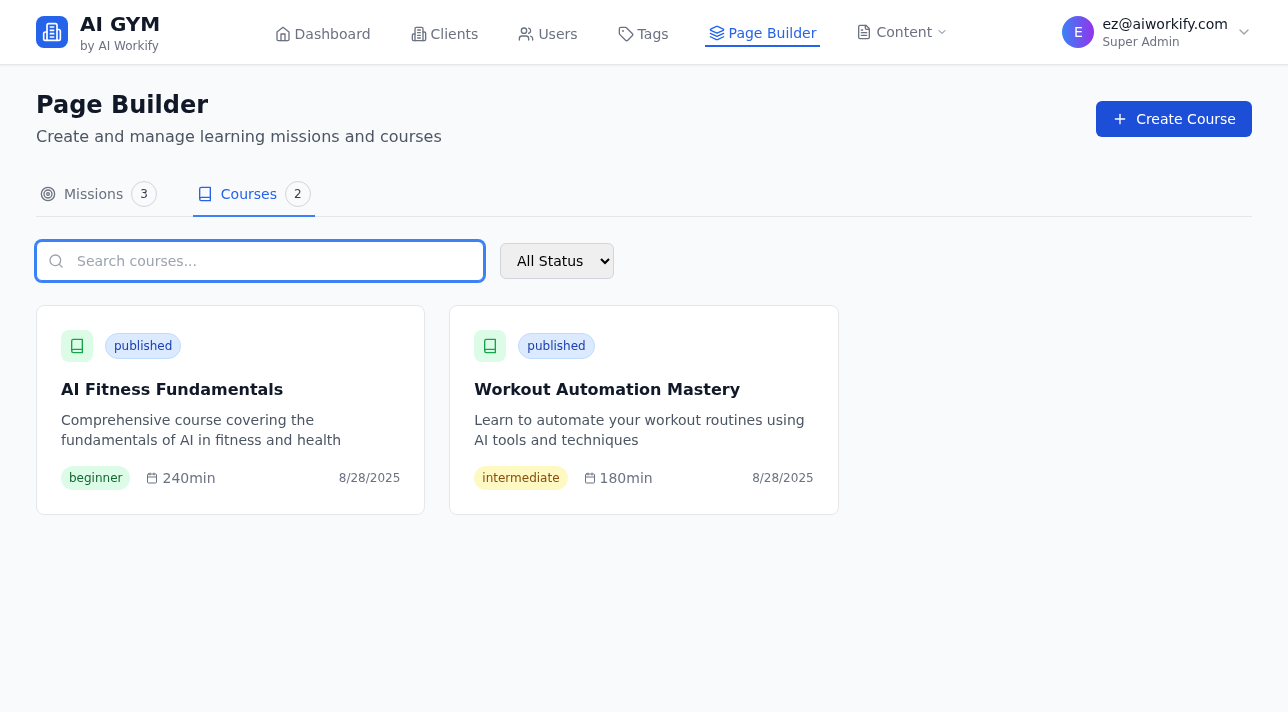 AI GYM
by AI Workify
Dashboard
Clients
Users
Tags
Page Builder
Content
E
ez@aiworkify.com
Super Admin
Page Builder
Create and manage learning missions and courses
Create Course
Missions 3
Courses 2
Search courses...
All Status
published
AI Fitness Fundamentals
Comprehensive course covering the
fundamentals of AI in fitness and health
beginner 240min 8/28/2025
published
Workout Automation Mastery
Learn to automate your workout routines using
AI tools and techniques
intermediate 180min 8/28/2025